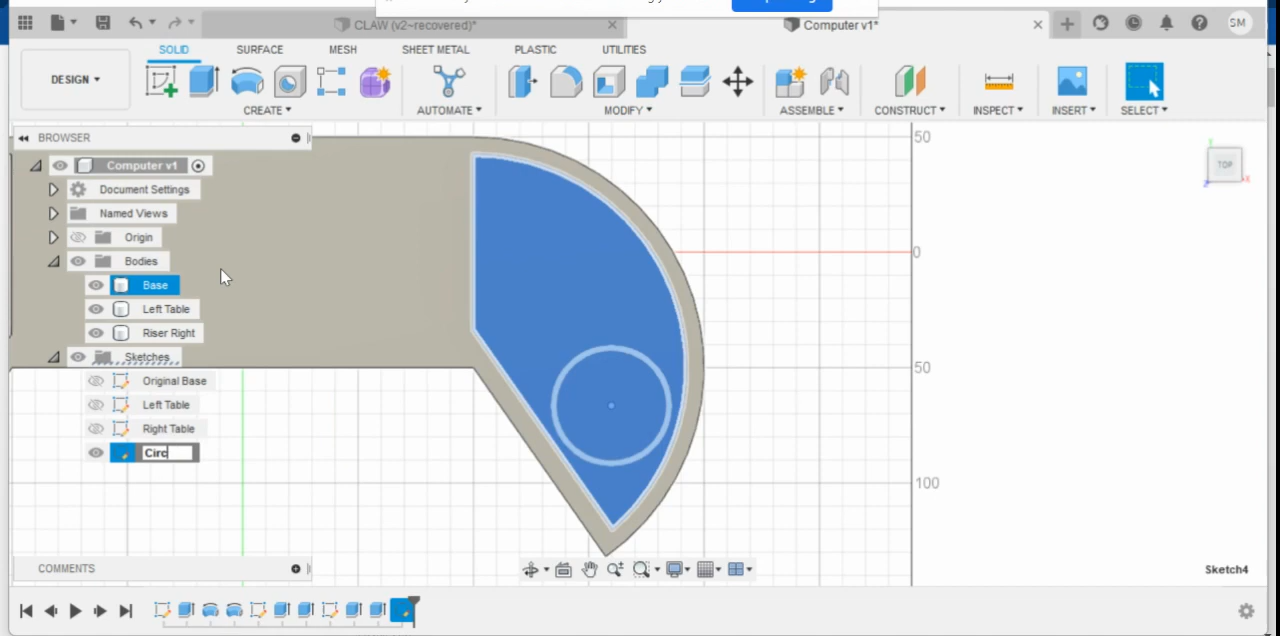 CLAW (v2~recovered)*
Computer v1*
SM
DESIGN
SOLID
SURFACE
MESH
SHEET METAL
PLASTIC
UTILITIES
CREATE
AUTOMATE
MODIFY
ASSEMBLE
CONSTRUCT
INSPECT
INSERT
SELECT
BROWSER
Computer v1
Document Settings
Named Views
Origin
Bodies
Base
Left Table
Riser Right
Sketches
Original Base
Left Table
Right Table
Circ
50
0
50
100
TOP
X
COMMENTS
Sketch4